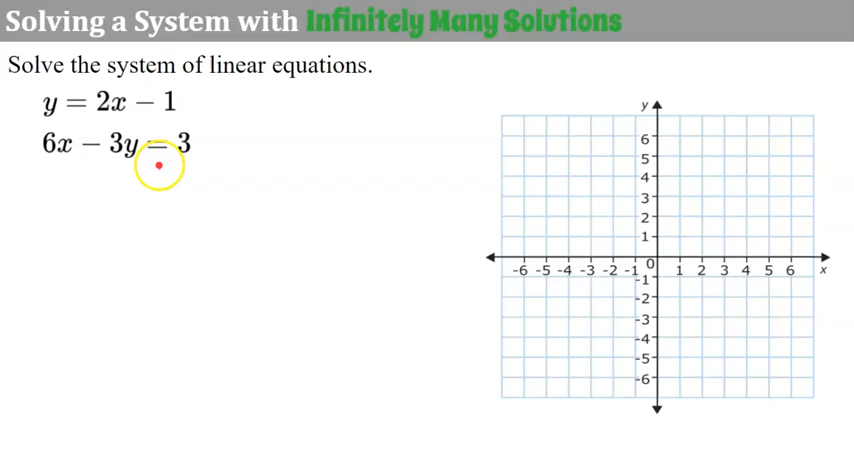 Solving a System with Infinitely Many Solutions
Solve the system of linear equations.
y = 2x − 1
6x − 3y = 3
y
6
5
4
3
2
1
-6 -5 -4 -3 -2 -1 0 1 2 3 4 5 6 x
-1
-2
-3
-4
-5
-6